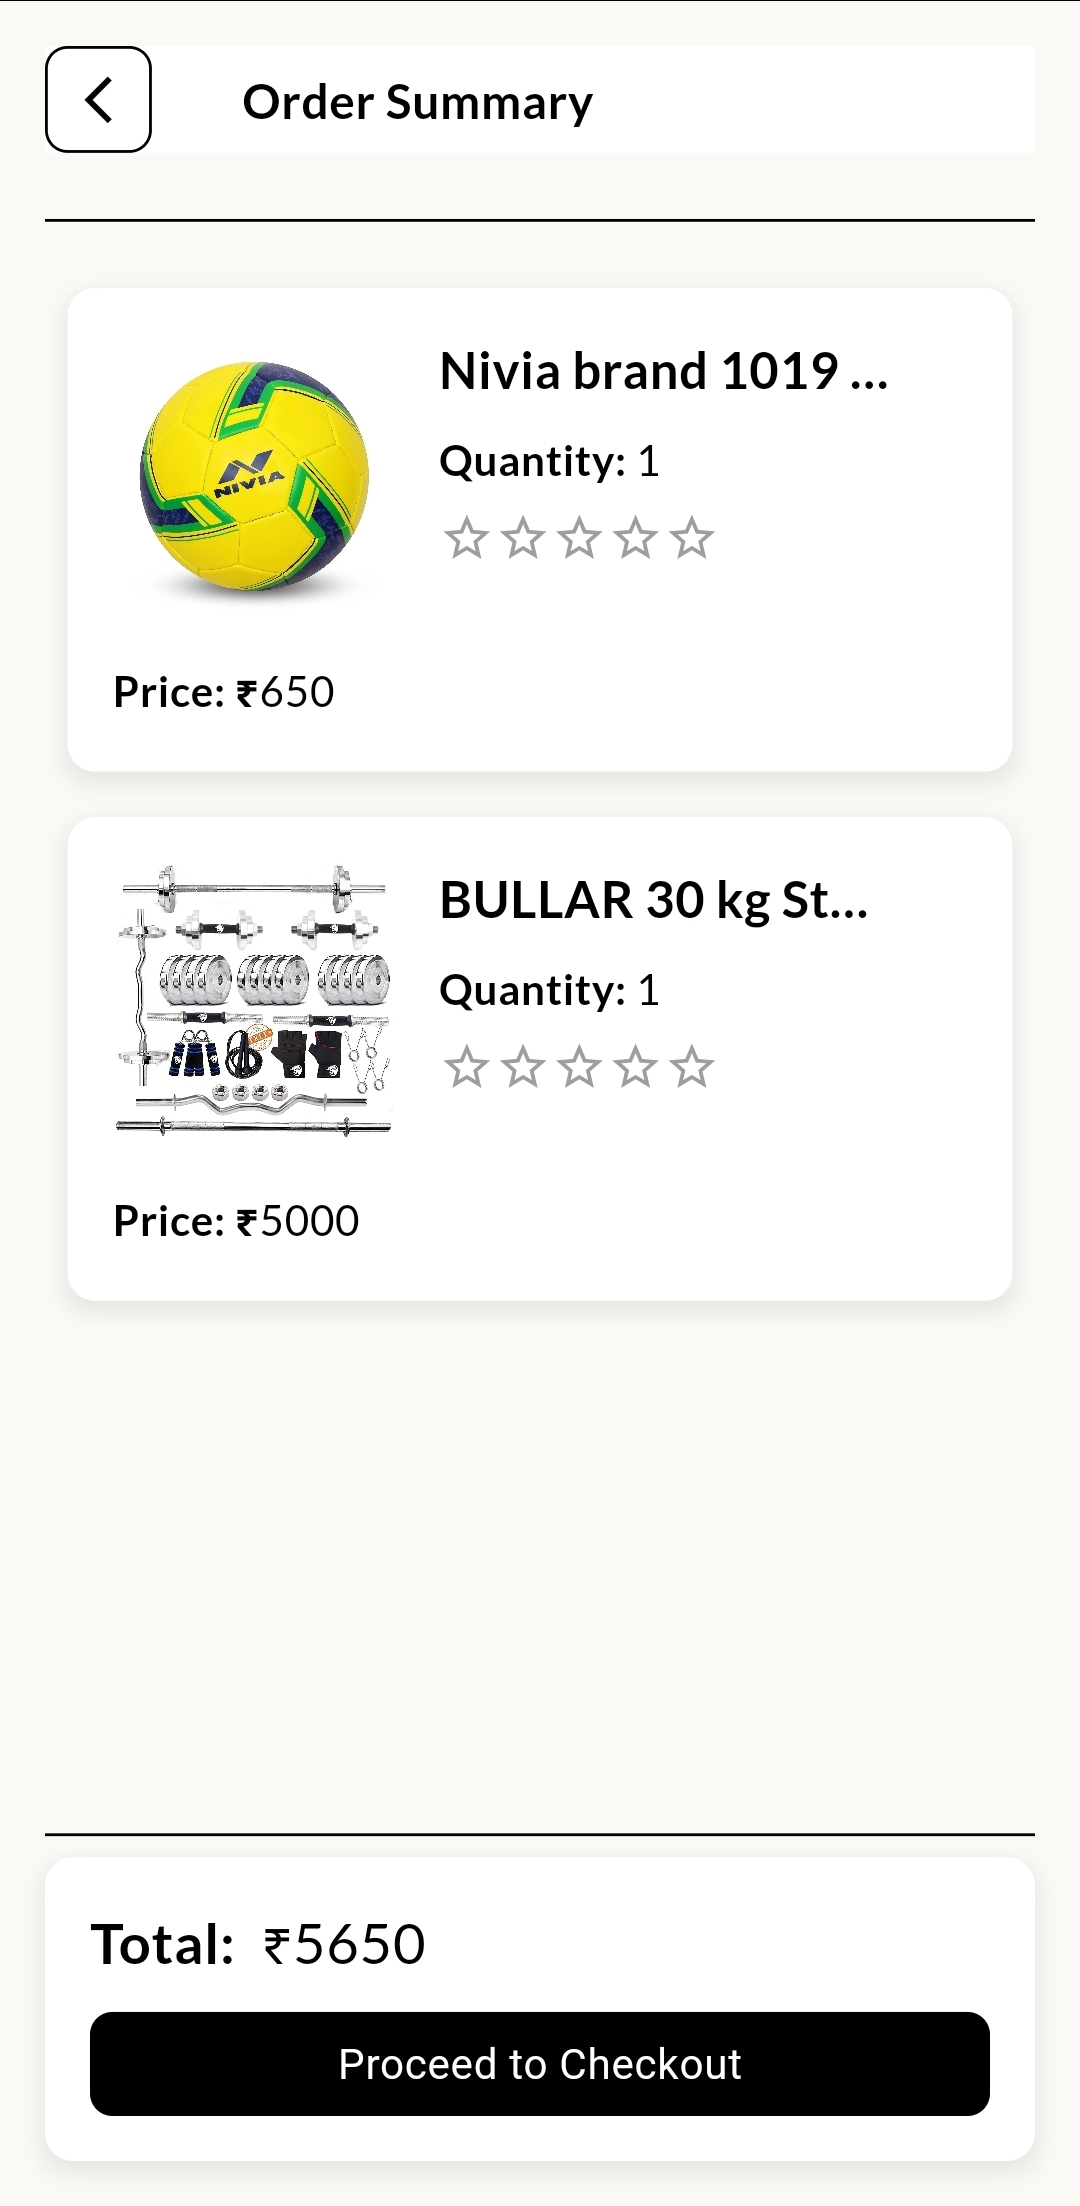 Order Summary
Nivia brand 1019 ...
Quantity: 1
NIVIA
Price: ₹650
BULLAR 30 kg St...
Quantity: 1
Price: ₹5000
Total: ₹5650
Proceed to Checkout